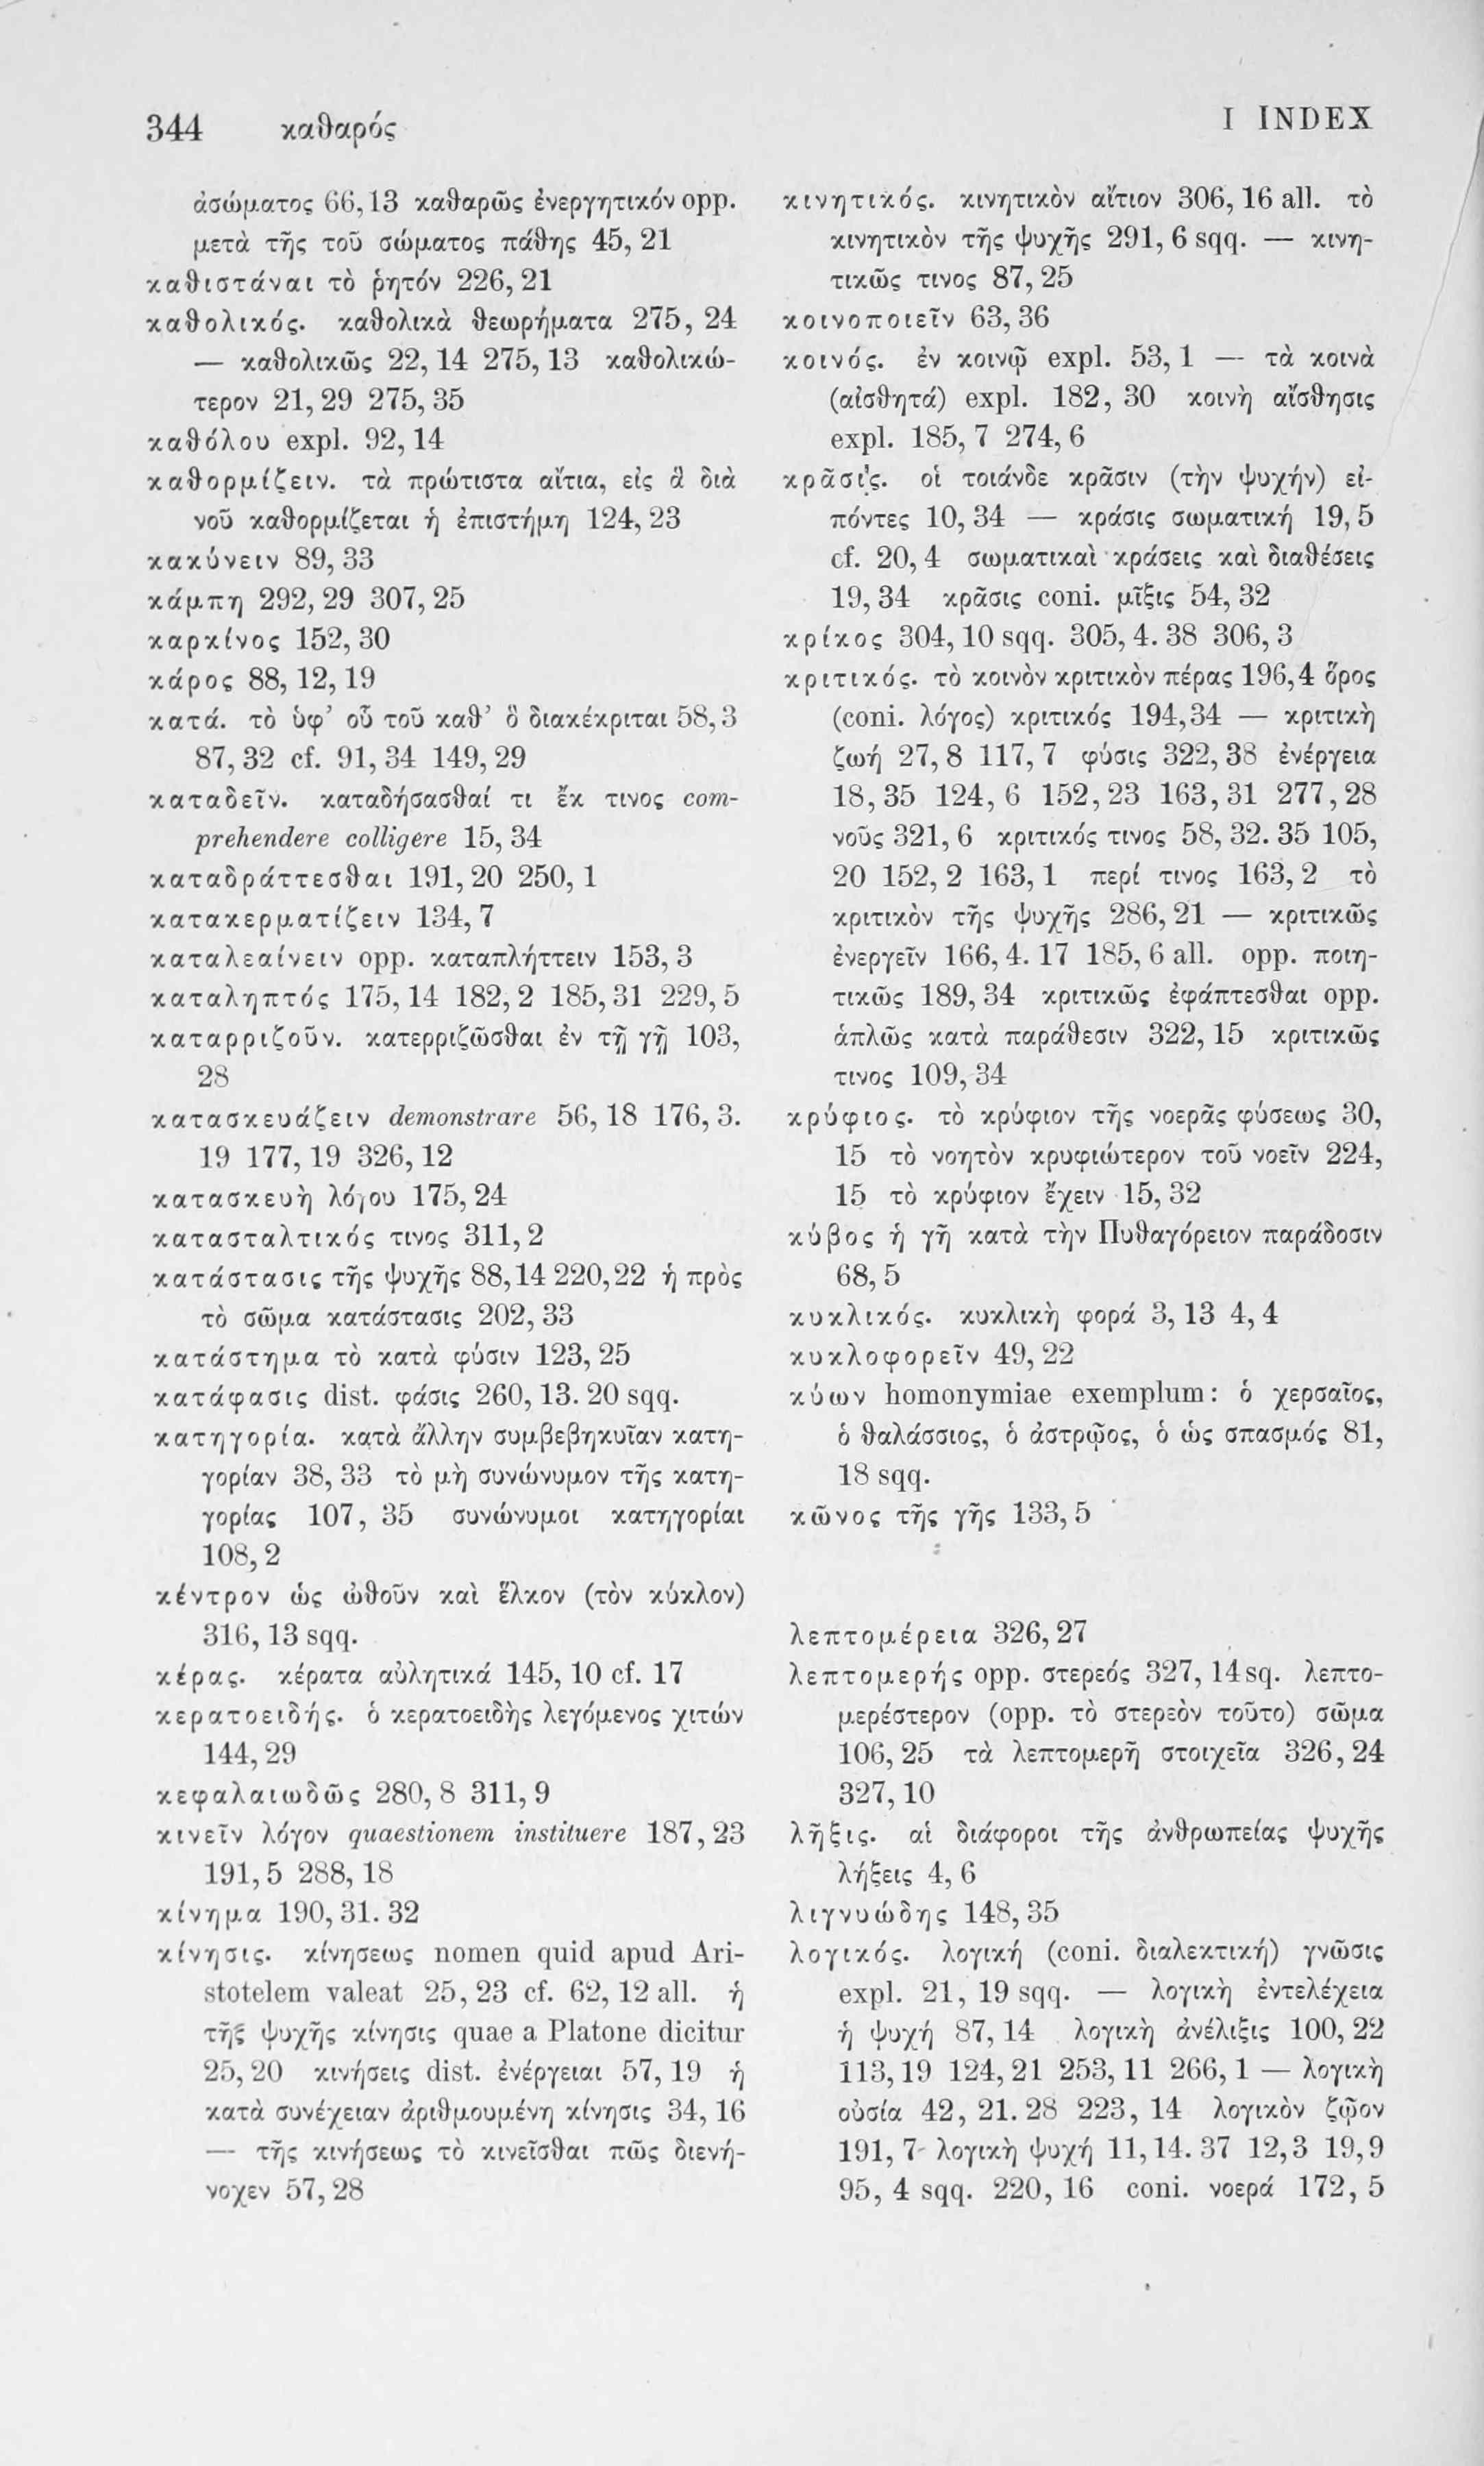 344 καθαρός
I INDEX
ἀσώματος 66,13 καθαρῶς ἐνεργητικόν opp.
μετὰ τῆς τοῦ σώματος πάθης 45, 21
καθιστάναι τὸ ῥητόν 226, 21
καθολικός. καθολικὰ θεωρήματα 275, 24
— καθολικῶς 22, 14 275, 13 καθολικώ-
τερον 21, 29 275, 35
καθόλου expl. 92, 14
καθορμίζειν. τὰ πρώτιστα αἴτια, εἰς ἃ διὰ
νοῦ καθορμίζεται ἡ ἐπιστήμη 124, 23
κακύνειν 89, 33
κάμπη 292, 29 307, 25
καρκίνος 152, 30
κάρος 88, 12, 19
κατά. τὸ ὑφ’ οὗ τοῦ καθ’ ὃ διακέκριται 58, 3
87, 32 cf. 91, 34 149, 29
καταδεῖν. καταδήσασθαί τι ἔκ τινος com-
prehendere colligere 15, 34
καταδράττεσθαι 191, 20 250, 1
κατακερματίζειν 134, 7
καταλεαίνειν opp. καταπλήττειν 153, 3
καταληπτός 175, 14 182, 2 185, 31 229, 5
καταρριζοῦν. κατερριζῶσθαι ἐν τῇ γῇ 103,
28
κατασκευάζειν demonstrare 56, 18 176, 3.
19 177, 19 326, 12
κατασκευὴ λόγου 175, 24
κατασταλτικός τινος 311, 2
κατάστασις τῆς ψυχῆς 88,14 220,22 ἡ πρὸς
τὸ σῶμα κατάστασις 202, 33
κατάστημα τὸ κατὰ φύσιν 123, 25
κατάφασις dist. φάσις 260, 13. 20 sqq.
κατηγορία. κατὰ ἄλλην συμβεβηκυῖαν κατη-
γορίαν 38, 33 τὸ μὴ συνώνυμον τῆς κατη-
γορίας 107, 35 συνώνυμοι κατηγορίαι
108, 2
κέντρον ὡς ὠθοῦν καὶ ἕλκον (τὸν κύκλον)
316, 13 sqq.
κέρας. κέρατα αὐλητικά 145, 10 cf. 17
κερατοειδής. ὁ κερατοειδὴς λεγόμενος χιτών
144, 29
κεφαλαιωδῶς 280, 8 311, 9
κινεῖν λόγον quaestionem instituere 187, 23
191, 5 288, 18
κίνημα 190, 31. 32
κίνησις. κίνησεως nomen quid apud Ari-
stotelem valeat 25, 23 cf. 62, 12 all. ἡ
τῆς ψυχῆς κίνησις quae a Platone dicitur
25, 20 κινήσεις dist. ἐνέργειαι 57, 19 ἡ
κατὰ συνέχειαν ἀριθμουμένη κίνησις 34, 16
— τῆς κινήσεως τὸ κινεῖσθαι πῶς διενή-
νοχεν 57, 28
κινητικός. κινητικὸν αἴτιον 306, 16 all. τὸ
κινητικὸν τῆς ψυχῆς 291, 6 sqq. — κινη-
τικῶς τινος 87, 25
κοινοποιεῖν 63, 36
κοινός. ἐν κοινῷ expl. 53, 1 — τὰ κοινὰ
(αἰσθητά) expl. 182, 30 κοινὴ αἴσθησις
expl. 185, 7 274, 6
κρᾶσις. οἱ τοιάνδε κρᾶσιν (τὴν ψυχήν) εἰ-
πόντες 10, 34 — κράσις σωματική 19, 5
cf. 20, 4 σωματικαὶ κράσεις καὶ διαθέσεις
19, 34 κρᾶσις coni. μῖξις 54, 32
κρίκος 304, 10 sqq. 305, 4. 38 306, 3
κριτικός. τὸ κοινὸν κριτικὸν πέρας 196, 4 ὅρος
(coni. λόγος) κριτικός 194,34 — κριτικὴ
ζωή 27, 8 117, 7 φύσις 322, 38 ἐνέργεια
18, 35 124, 6 152, 23 163, 31 277, 28
νοῦς 321, 6 κριτικός τινος 58, 32. 35 105,
20 152, 2 163, 1 περί τινος 163, 2 τὸ
κριτικὸν τῆς ψυχῆς 286, 21 — κριτικῶς
ἐνεργεῖν 166, 4. 17 185, 6 all. opp. ποιη-
τικῶς 189, 34 κριτικῶς ἐφάπτεσθαι opp.
ἁπλῶς κατὰ παράθεσιν 322, 15 κριτικῶς
τινος 109, 34
κρύφιος. τὸ κρύφιον τῆς νοερᾶς φύσεως 30,
15 τὸ νοητὸν κρυφιώτερον τοῦ νοεῖν 224,
15 τὸ κρύφιον ἔχειν 15, 32
κύβος ἡ γῆ κατὰ τὴν Πυθαγόρειον παράδοσιν
68, 5
κυκλικός. κυκλικὴ φορά 3, 13 4, 4
κυκλοφορεῖν 49, 22
κύων homonymiae exemplum: ὁ χερσαῖος,
ὁ θαλάσσιος, ὁ ἀστρῷος, ὁ ὡς σπασμός 81,
18 sqq.
κῶνος τῆς γῆς 133, 5
λεπτομέρεια 326, 27
λεπτομερής opp. στερεός 327, 14 sq. λεπτο-
μερέστερον (opp. τὸ στερεὸν τοῦτο) σῶμα
106, 25 τὰ λεπτομερῆ στοιχεῖα 326, 24
327, 10
λῆξις. αἱ διάφοροι τῆς ἀνθρωπείας ψυχῆς
λήξεις 4, 6
λιγνυώδης 148, 35
λογικός. λογική (coni. διαλεκτική) γνῶσις
expl. 21, 19 sqq. — λογικὴ ἐντελέχεια
ἡ ψυχή 87, 14 λογικὴ ἀνέλιξις 100, 22
113, 19 124, 21 253, 11 266, 1 — λογικὴ
οὐσία 42, 21. 28 223, 14 λογικὸν ζῷον
191, 7 λογικὴ ψυχή 11, 14. 37 12, 3 19, 9
95, 4 sqq. 220, 16 coni. νοερά 172, 5